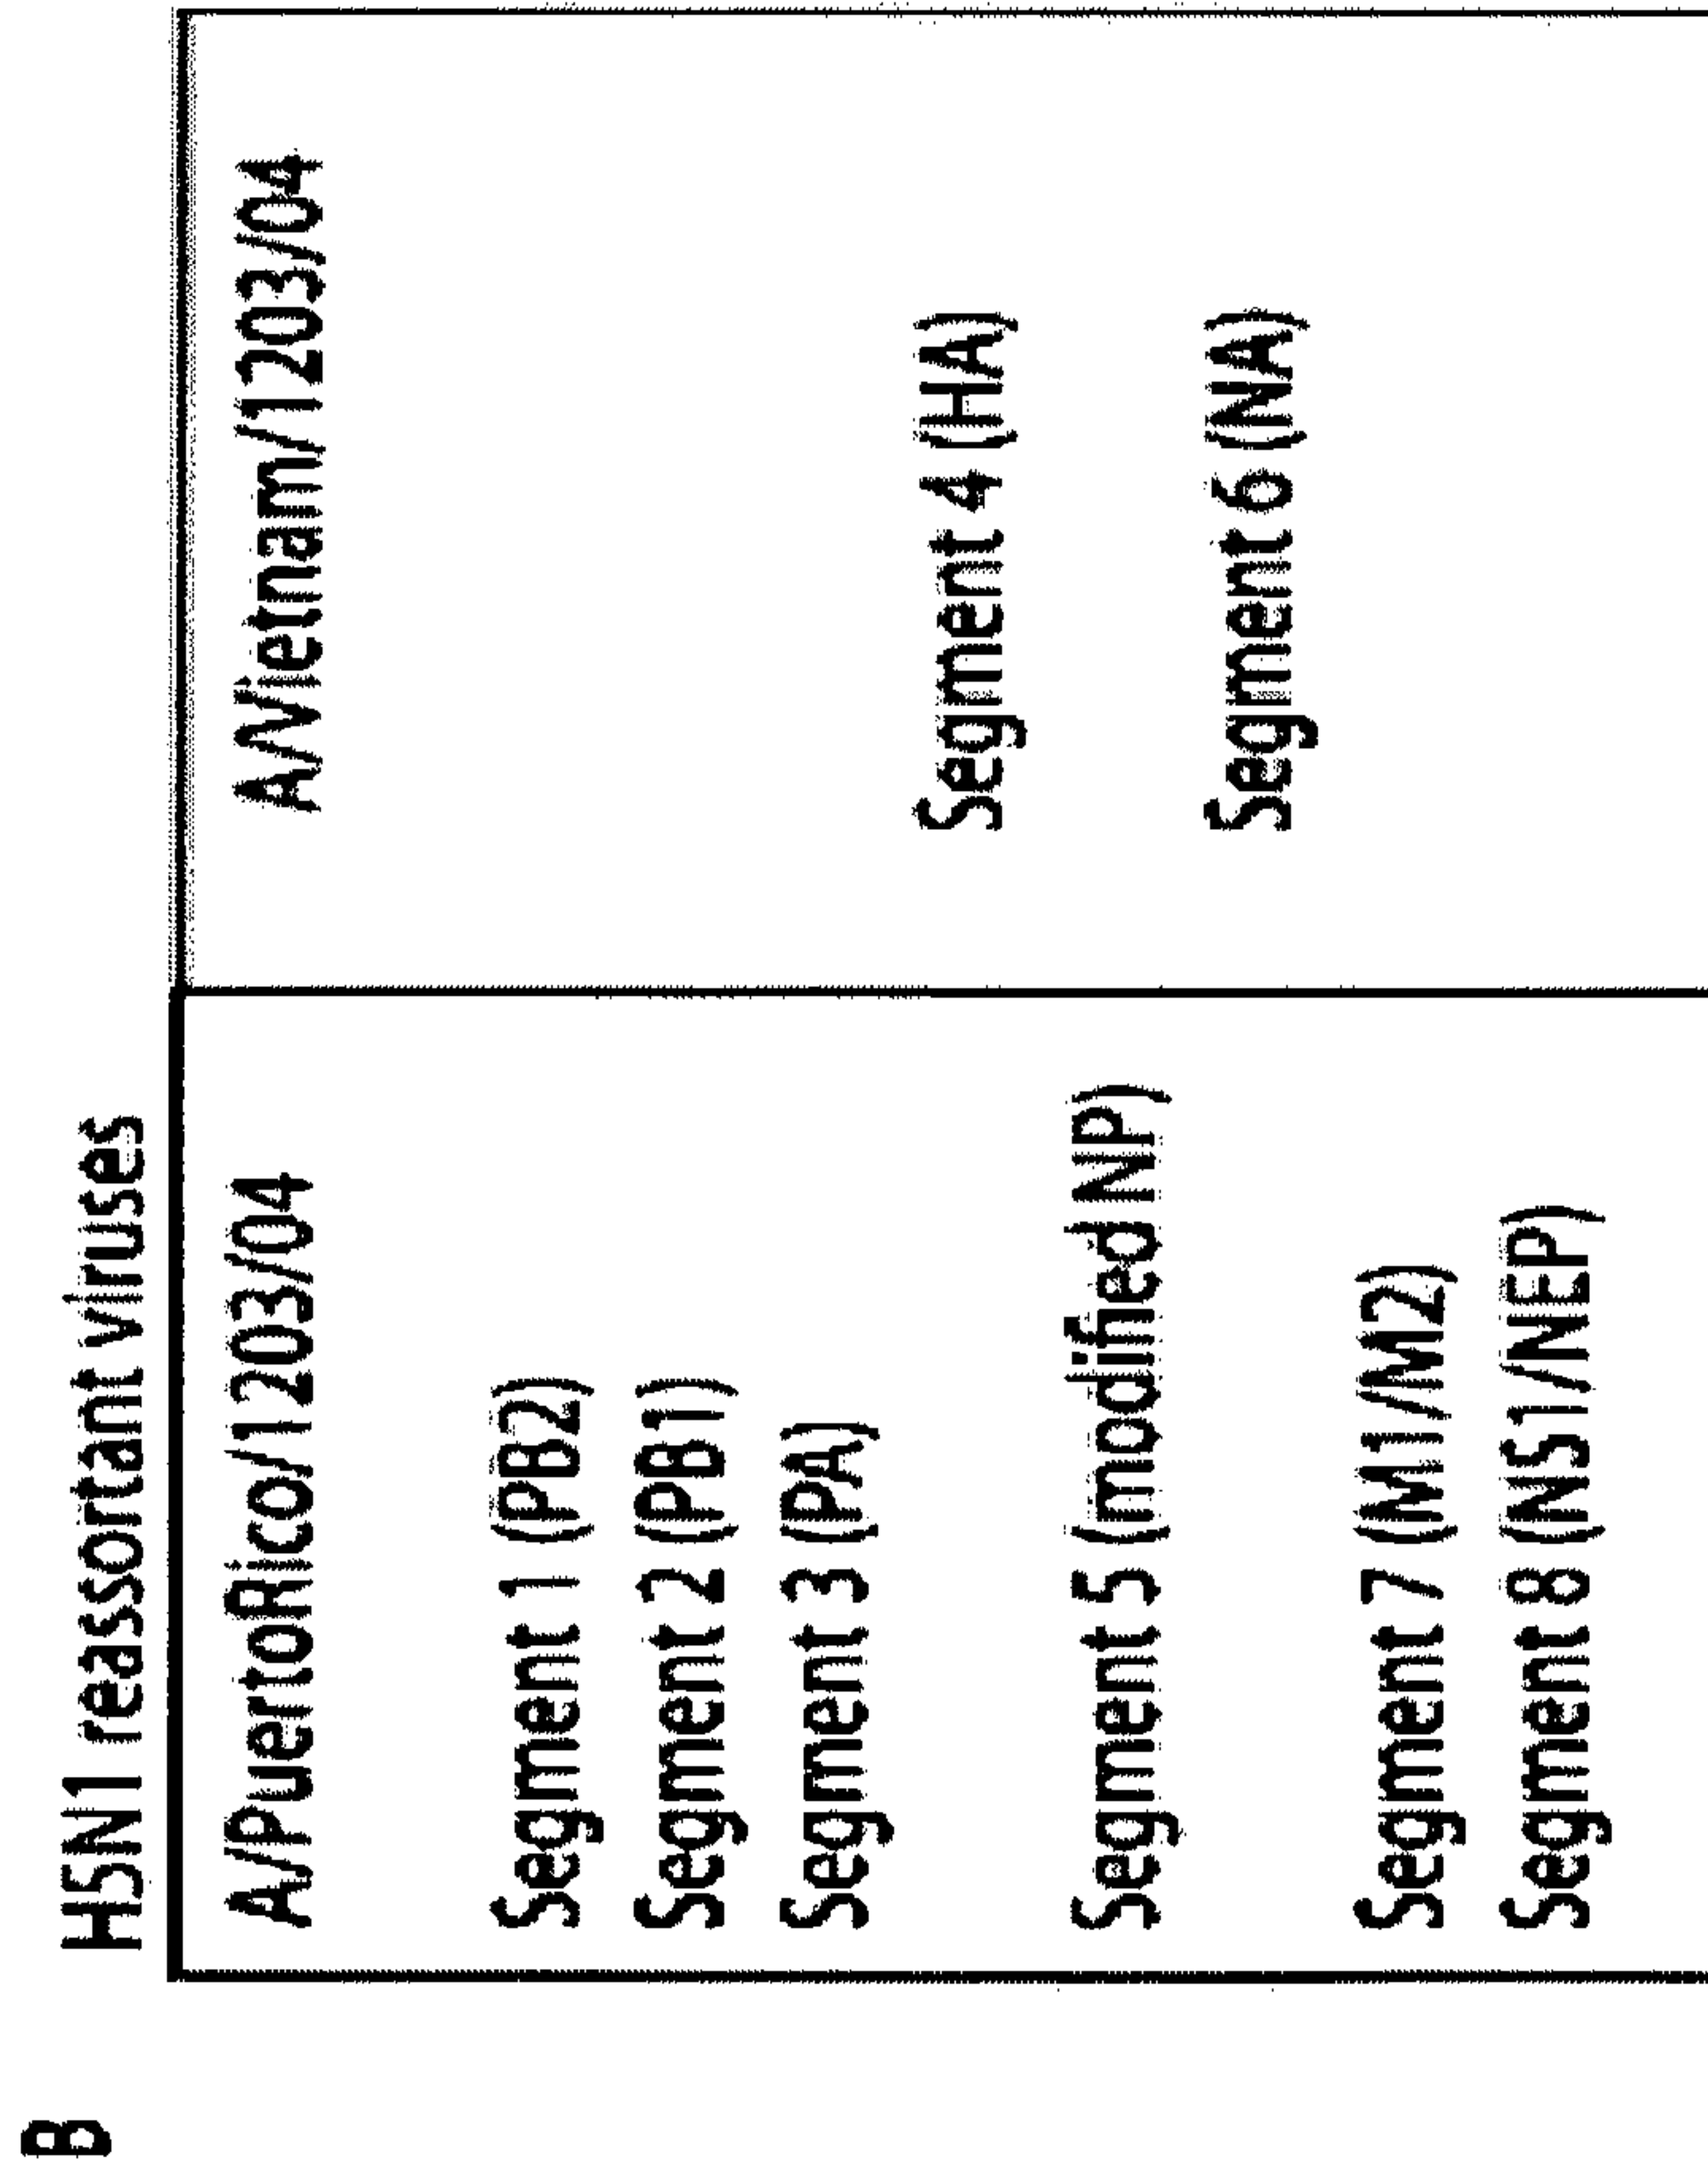 B
H5N1 reassortant viruses
A/PuertoRico/1203/04
A/Vietnam/1203/04
Segment 1 (PB2)
Segment 2 (PB1)
Segment 3 (PA)
Segment 4 (HA)
Segment 5 (modified NP)
Segment 6 (NA)
Segment 7 (M1/M2)
Segment 8 (NS1/NEP)